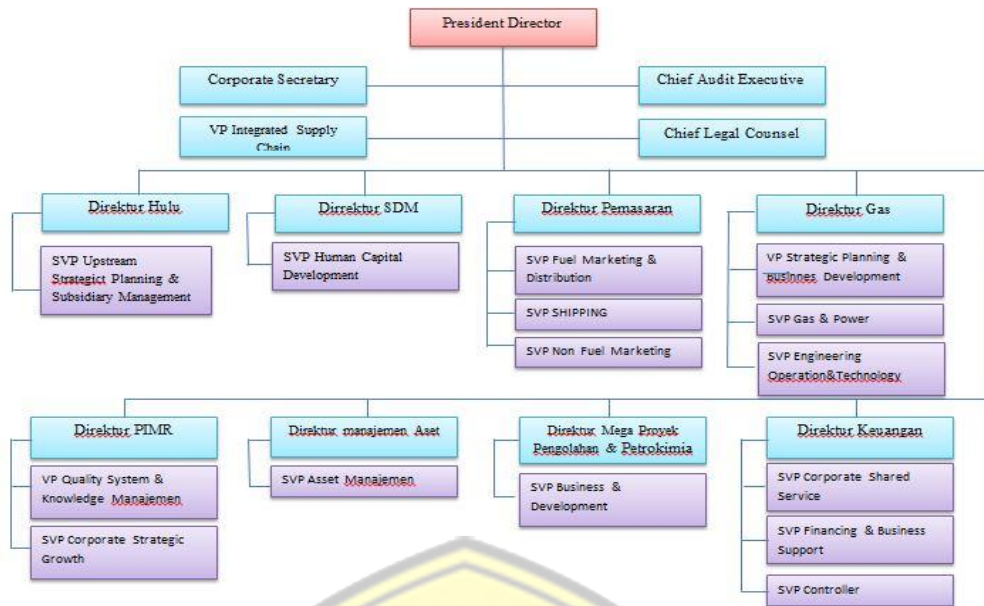 President Director
Corporate Secretary
Chief Audit Executive
VP Integrated Supply
Chain
Chief Legal Counsel
Direktur Hulu
Dirrektur SDM
Direktur Pemasaran
Direktur Gas
SVP Upstream
Strategict Planning &
Subsidiary Management
SVP Human Capital
Development
SVP Fuel Marketing &
Distribution
SVP SHIPPING
SVP Non Fuel Marketing
VP Strategic Planning &
Businnes Development
SVP Gas & Power
SVP Engineering
Operation&Technology
Direktur PIMR
Direktur manajemen Aset
Direktur Mega Proyek
Pengolahan & Petrokimia
Direktur Keuangan
VP Quality System &
Knowledge Manajemen
SVP Corporate Strategic
Growth
SVP Asset Manajemen
SVP Business &
Development
SVP Corporate Shared
Service
SVP Financing & Business
Support
SVP Controller